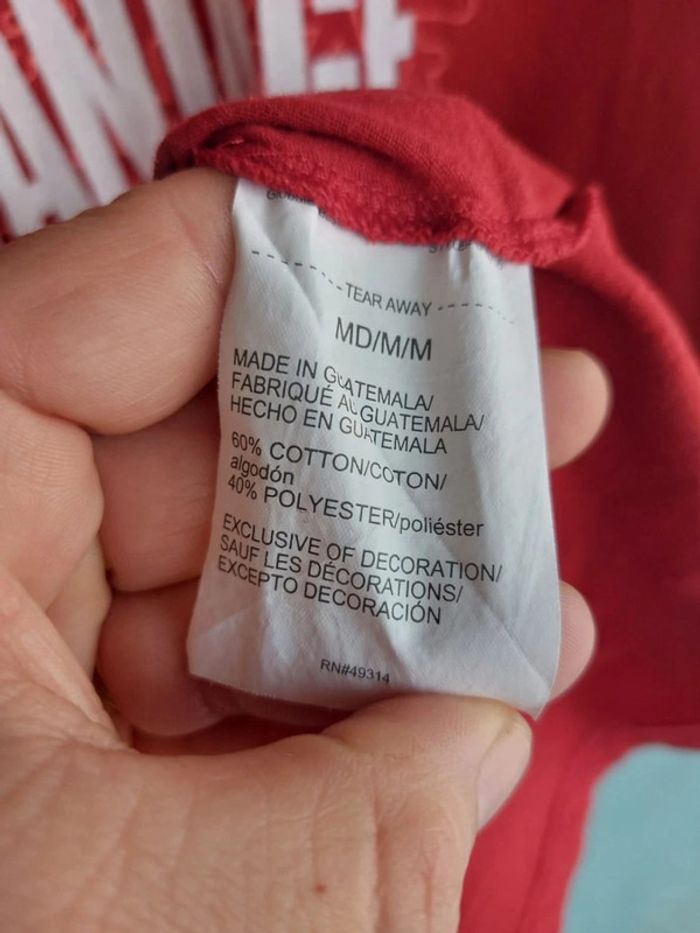 TEAR AWAY
MD/M/M
MADE IN GUATEMALA/
FABRIQUÉ AU GUATEMALA/
HECHO EN GUATEMALA
60% COTTON/COTON/
algodón
40% POLYESTER/poliéster
EXCLUSIVE OF DECORATION/
SAUF LES DÉCORATIONS/
EXCEPTO DECORACIÓN
RN#49314